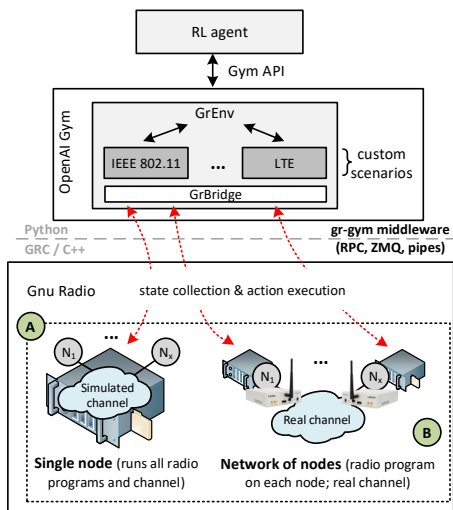 RL agent
Gym API
OpenAI Gym
GrEnv
IEEE 802.11
...
LTE
custom
scenarios
GrBridge
Python
gr-gym middleware
GRC / C++
(RPC, ZMQ, pipes)
Gnu Radio
state collection & action execution
A
...
N1
Nx
Simulated
channel
Single node (runs all radio
programs and channel)
...
N1
Nx
Real channel
B
Network of nodes (radio program
on each node; real channel)